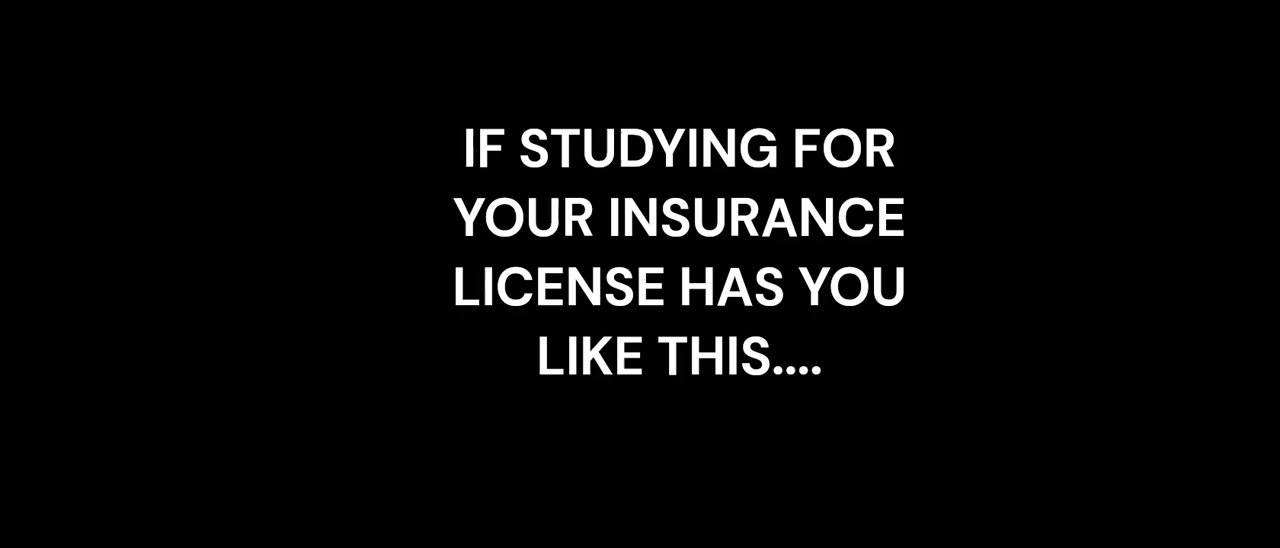 IF STUDYING FOR
YOUR INSURANCE
LICENSE HAS YOU
LIKE THIS....